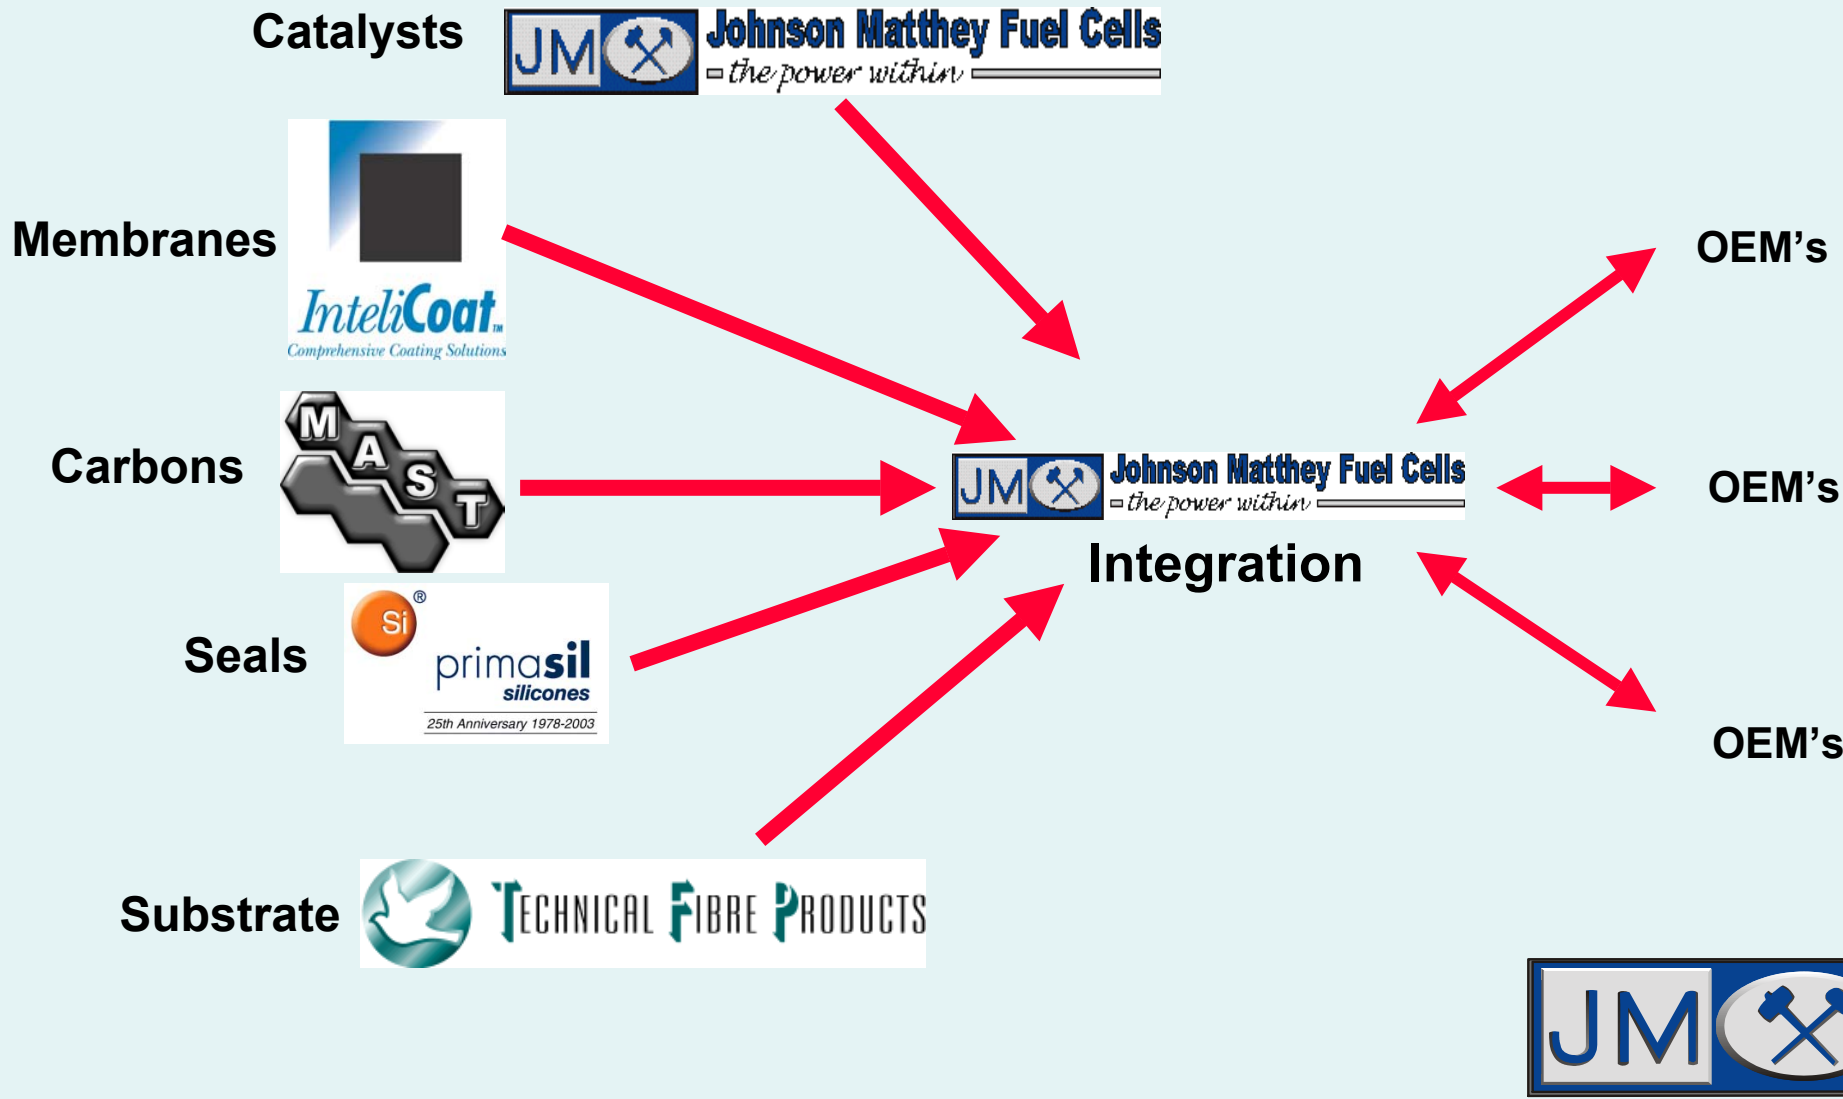 Catalysts
JM
Johnson Matthey Fuel Cells
the power within
Membranes
InteliCoat™
Comprehensive Coating Solutions
OEM's
Carbons
MAST
JM
Johnson Matthey Fuel Cells
the power within
OEM's
Integration
Seals
Si®
primasil
silicones
25th Anniversary 1978-2003
OEM's
Substrate
TECHNICAL FIBRE PRODUCTS
JM